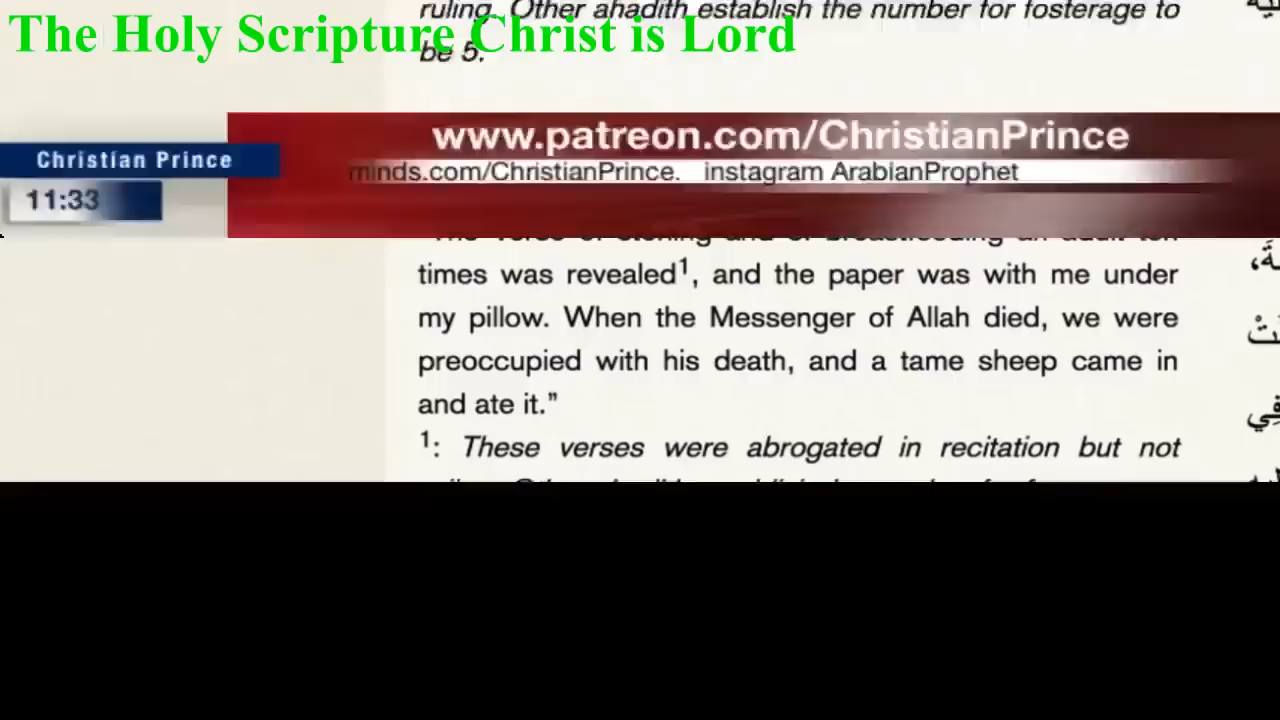 ruling. Other ahadith establish the number for fosterage to
The Holy Scripture Christ is Lord
be 5.
www.patreon.com/ChristianPrince
Christian Prince
minds.com/ChristianPrince. instagram ArabianProphet
11:33
times was revealed¹, and the paper was with me under
my pillow. When the Messenger of Allah died, we were
preoccupied with his death, and a tame sheep came in
and ate it.”
¹: These verses were abrogated in recitation but not